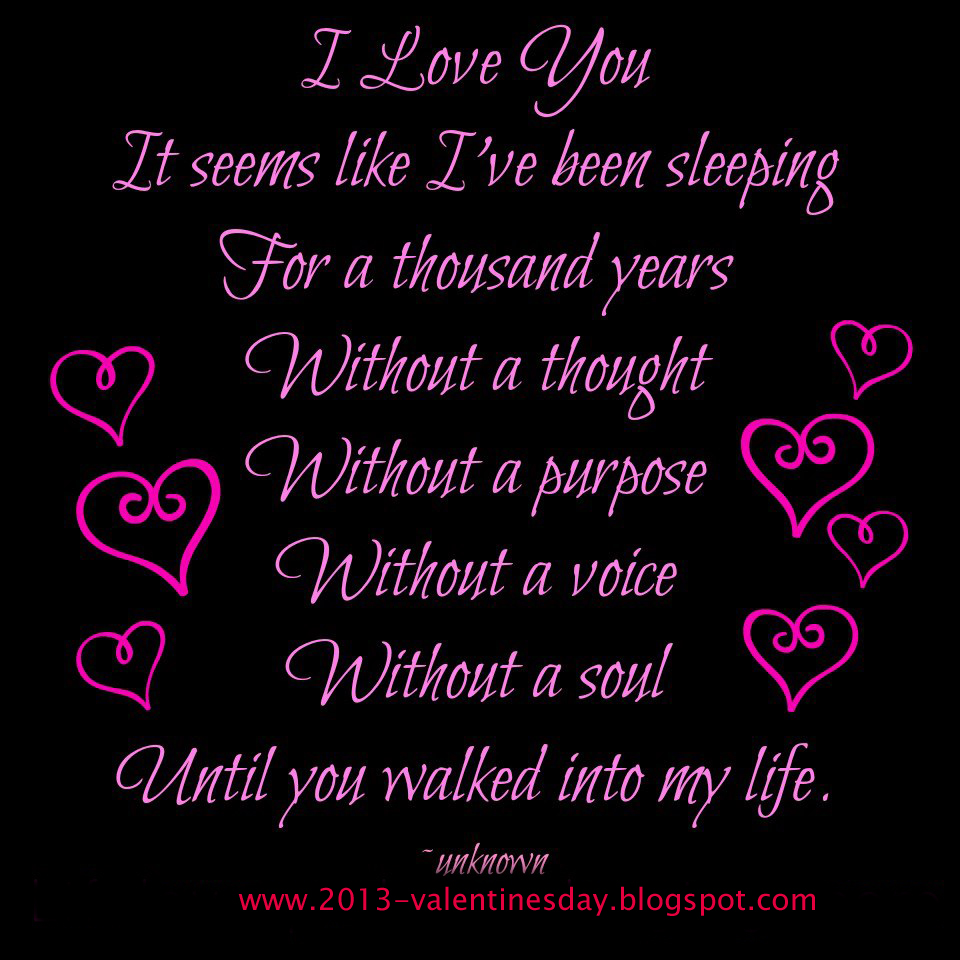 I Love You
It seems like I've been sleeping
For a thousand years
Without a thought
Without a purpose
Without a voice
Without a soul
Until you walked into my life.
~unknown
www.2013-valentinesday.blogspot.com